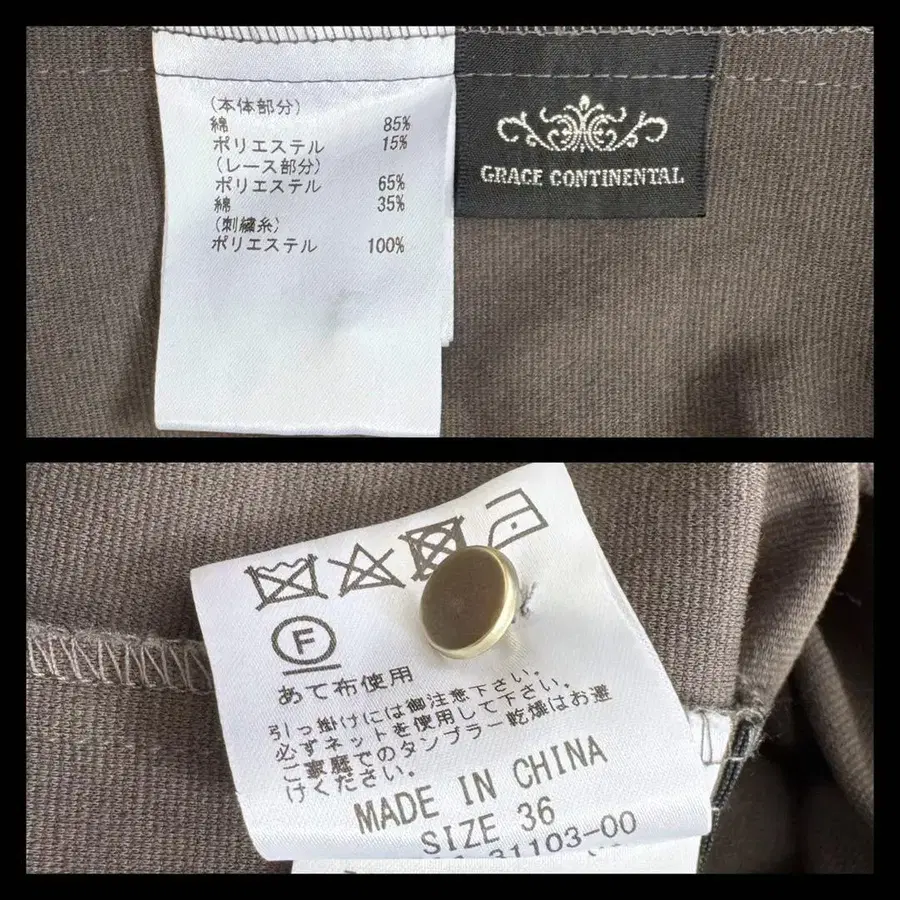 (本体部分)
綿 85%
ポリエステル 15%
(レース部分)
ポリエステル 65%
綿 35%
(刺繍糸)
ポリエステル 100%
GRACE CONTINENTAL
F
あて布使用
引っ掛けには御注意下さい。
必ずネットを使用して下さい。
ご家庭でのタンブラー乾燥はお避
けください。
MADE IN CHINA
SIZE 36
31103-00